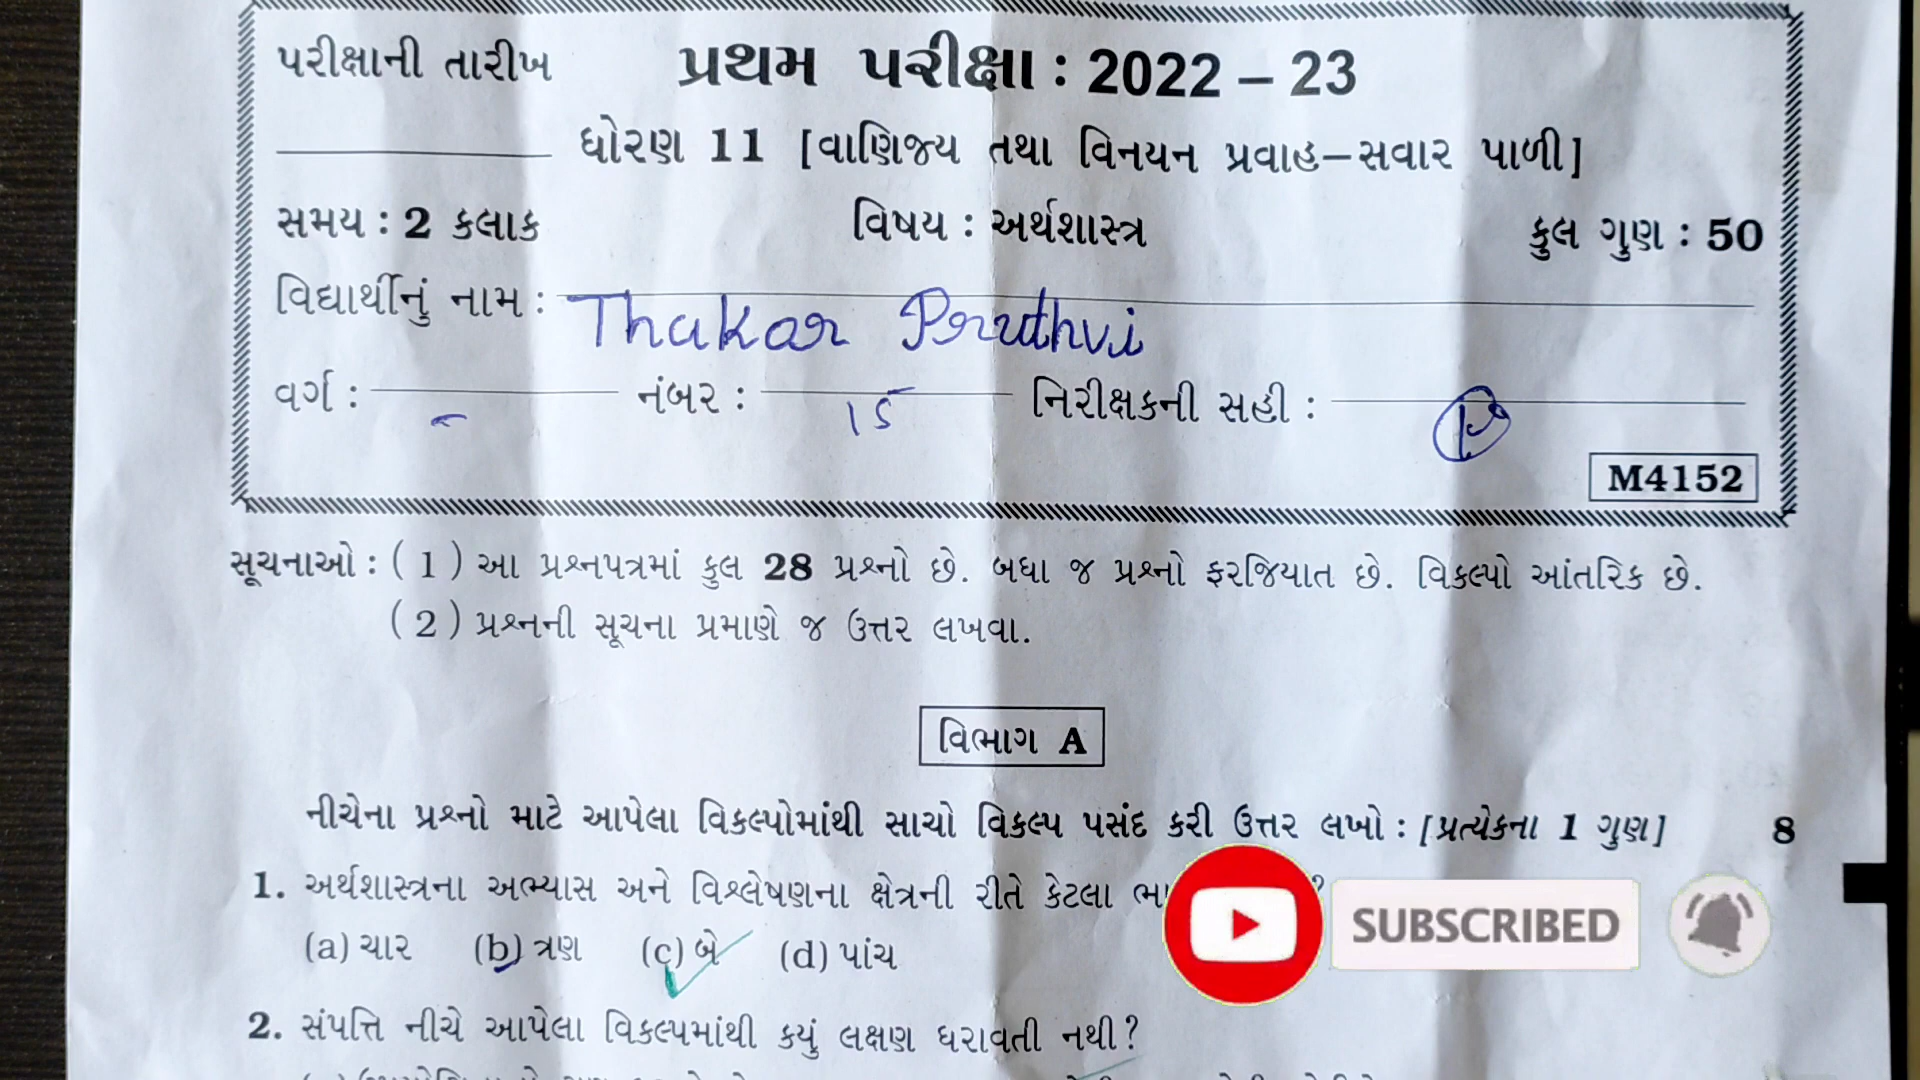 પરીક્ષાની તારીખ પ્રથમ પરીક્ષા : 2022 – 23
ધોરણ 11 [વાણિજ્ય તથા વિનયન પ્રવાહ–સવાર પાળી]
સમય : 2 કલાક વિષય : અર્થશાસ્ત્ર કુલ ગુણ : 50
વિદ્યાર્થીનું નામ : Thakar Pruthvi
વર્ગ : – નંબર : 15 નિરીક્ષકની સહી :
M4152
સૂચનાઓ : ( 1 ) આ પ્રશ્નપત્રમાં કુલ 28 પ્રશ્નો છે. બધા જ પ્રશ્નો ફરજિયાત છે. વિકલ્પો આંતરિક છે.
( 2 ) પ્રશ્નની સૂચના પ્રમાણે જ ઉત્તર લખવા.
વિભાગ A
નીચેના પ્રશ્નો માટે આપેલા વિકલ્પોમાંથી સાચો વિકલ્પ પસંદ કરી ઉત્તર લખો : [પ્રત્યેકના 1 ગુણ] 8
1. અર્થશાસ્ત્રના અભ્યાસ અને વિશ્લેષણના ક્ષેત્રની રીતે કેટલા
(a) ચાર (b) ત્રણ (c) બે (d) પાંચ
SUBSCRIBED
2. સંપત્તિ નીચે આપેલા વિકલ્પમાંથી કયું લક્ષણ ધરાવતી નથી?